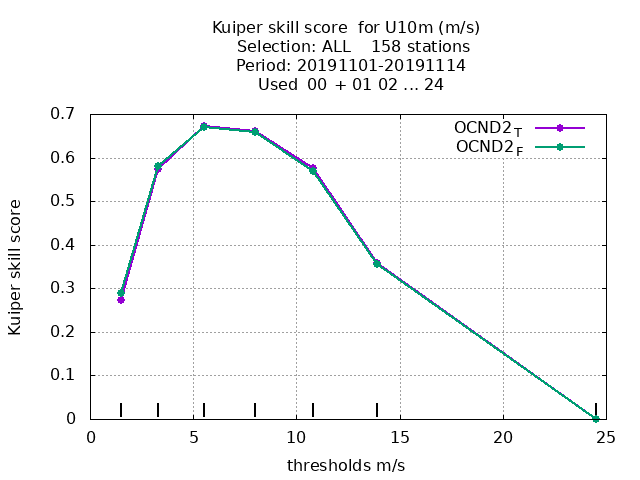 Kuiper skill score  for U10m (m/s)
Selection: ALL    158 stations
Period: 20191101-20191114
Used  00 + 01 02 ... 24
OCND2T
OCND2F
0.7
0.6
0.5
0.4
0.3
0.2
0.1
0
Kuiper skill score
0 5 10 15 20 25
thresholds m/s